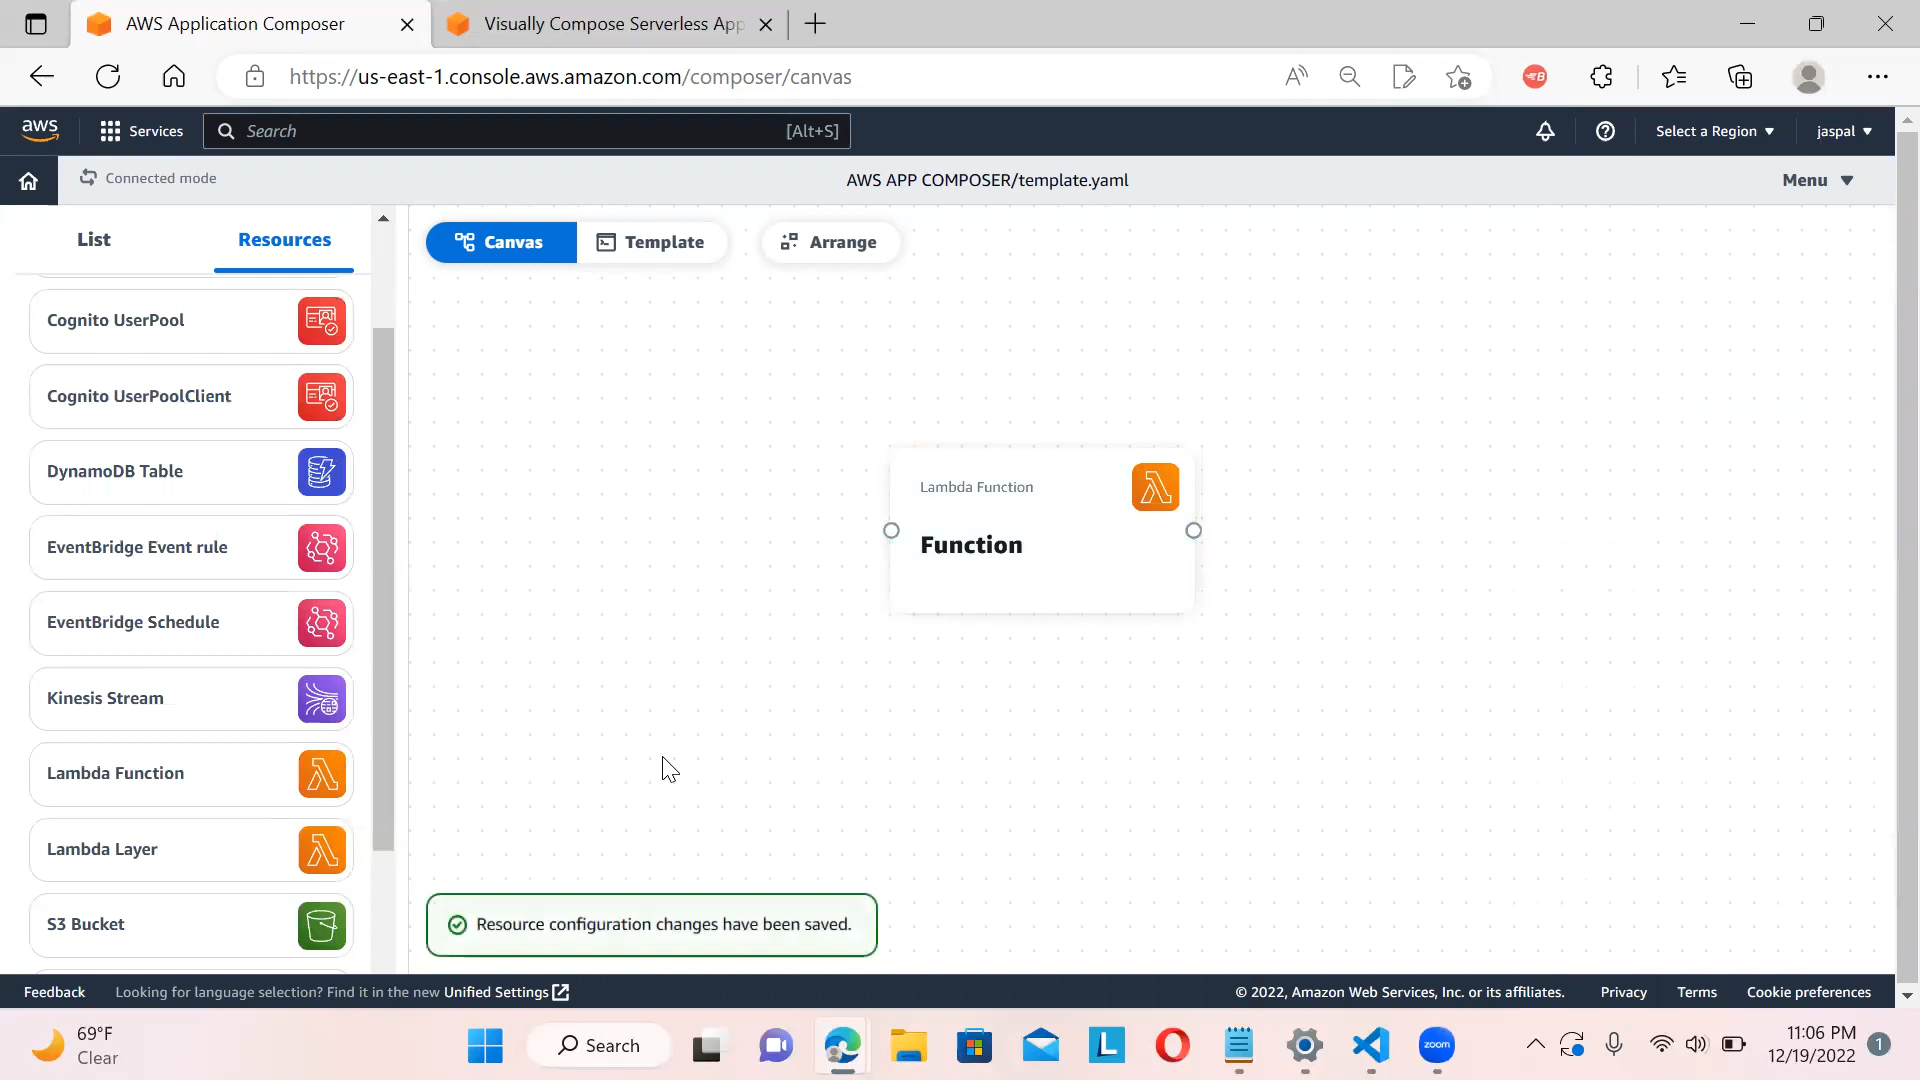 AWS Application Composer
Visually Compose Serverless App
https://us-east-1.console.aws.amazon.com/composer/canvas
aws
Services
Search
[Alt+S]
Select a Region
jaspal
Connected mode
AWS APP COMPOSER/template.yaml
Menu
List
Resources
Canvas
Template
Arrange
Cognito UserPool
Cognito UserPoolClient
DynamoDB Table
EventBridge Event rule
EventBridge Schedule
Kinesis Stream
Lambda Function
Lambda Layer
S3 Bucket
Lambda Function
Function
Resource configuration changes have been saved.
Feedback
Looking for language selection? Find it in the new Unified Settings
© 2022, Amazon Web Services, Inc. or its affiliates.
Privacy
Terms
Cookie preferences
69°F
Clear
Search
L
zoom
11:06 PM
12/19/2022
1